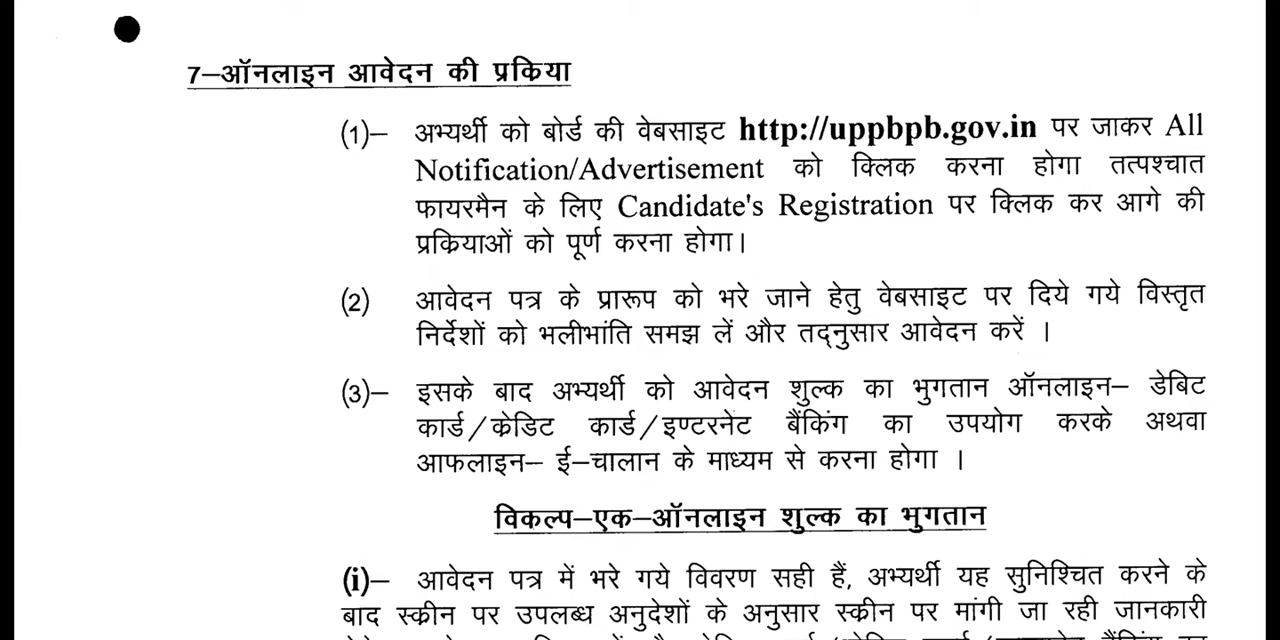 7–ऑनलाइन आवेदन की प्रकिया
(1)– अभ्यर्थी को बोर्ड की वेबसाइट http://uppbpb.gov.in पर जाकर All
Notification/Advertisement को क्लिक करना होगा तत्पश्चात
फायरमैन के लिए Candidate's Registration पर क्लिक कर आगे की
प्रकियाओं को पूर्ण करना होगा।
(2) आवेदन पत्र के प्रारूप को भरे जाने हेतु वेबसाइट पर दिये गये विस्तृत
निर्देशों को भलीभांति समझ लें और तद्नुसार आवेदन करें ।
(3)– इसके बाद अभ्यर्थी को आवेदन शुल्क का भुगतान ऑनलाइन– डेबिट
कार्ड/क्रेडिट कार्ड/इण्टरनेट बैंकिंग का उपयोग करके अथवा
आफलाइन– ई–चालान के माध्यम से करना होगा ।
विकल्प–एक–ऑनलाइन शुल्क का भुगतान
(i)– आवेदन पत्र में भरे गये विवरण सही हैं, अभ्यर्थी यह सुनिश्चित करने के
बाद स्क्रीन पर उपलब्ध अनुदेशों के अनुसार स्क्रीन पर मांगी जा रही जानकारी